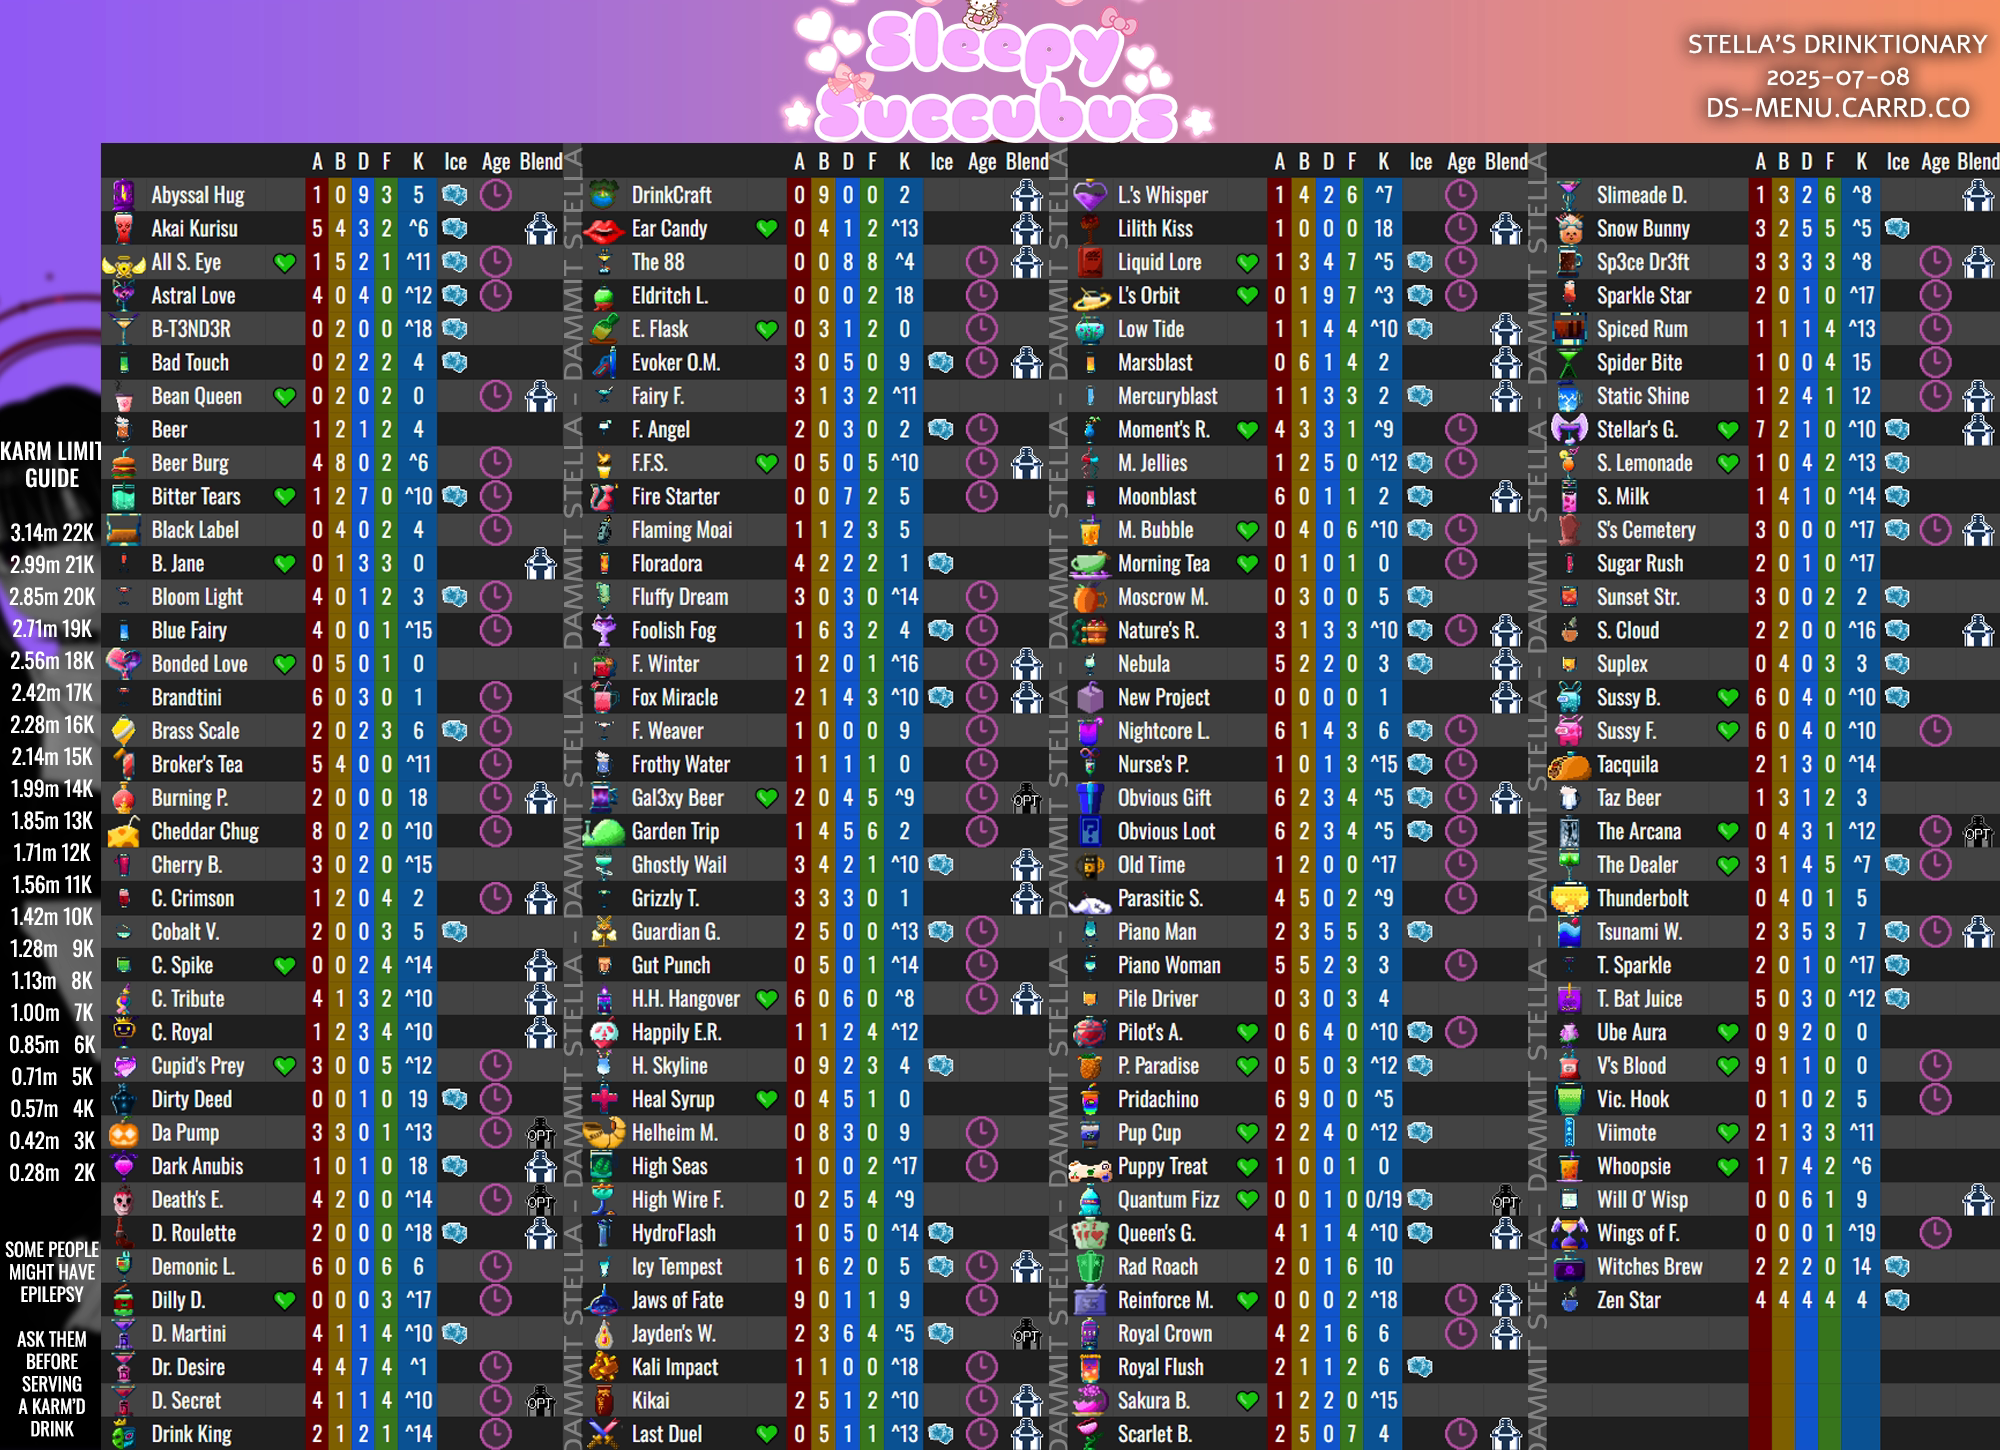 Sleepy
Succubus
STELLA'S DRINKTIONARY
2025-07-08
DS-MENU.CARRD.CO
KARM LIMIT
GUIDE
3.14m 22K
2.99m 21K
2.85m 20K
2.71m 19K
2.56m 18K
2.42m 17K
2.28m 16K
2.14m 15K
1.99m 14K
1.85m 13K
1.71m 12K
1.56m 11K
1.42m 10K
1.28m 9K
1.13m 8K
1.00m 7K
0.85m 6K
0.71m 5K
0.57m 4K
0.42m 3K
0.28m 2K
SOME PEOPLE
MIGHT HAVE
EPILEPSY
ASK THEM
BEFORE
SERVING
A KARM'D
DRINK
A B D F K Ice Age Blend
Abyssal Hug 1 0 9 3 5
Akai Kurisu 5 4 3 2 ^6
All S. Eye 1 5 2 1 ^11
Astral Love 4 0 4 0 ^12
B-T3ND3R 0 2 0 0 ^18
Bad Touch 0 2 2 2 4
Bean Queen 0 2 0 2 0
Beer 1 2 1 2 4
Beer Burg 4 8 0 2 ^6
Bitter Tears 1 2 7 0 ^10
Black Label 0 4 0 2 4
B. Jane 0 1 3 3 0
Bloom Light 4 0 1 2 3
Blue Fairy 4 0 0 1 ^15
Bonded Love 0 5 0 1 0
Brandtini 6 0 3 0 1
Brass Scale 2 0 2 3 6
Broker's Tea 5 4 0 0 ^11
Burning P. 2 0 0 0 18
Cheddar Chug 8 0 2 0 ^10
Cherry B. 3 0 2 0 ^15
C. Crimson 1 2 0 4 2
Cobalt V. 2 0 0 3 5
C. Spike 0 0 2 4 ^14
C. Tribute 4 1 3 2 ^10
C. Royal 1 2 3 4 ^10
Cupid's Prey 3 0 0 5 ^12
Dirty Deed 0 0 1 0 19
Da Pump 3 3 0 1 ^13 OPT
Dark Anubis 1 0 1 0 18
Death's E. 4 2 0 0 ^14 OPT
D. Roulette 2 0 0 0 ^18
Demonic L. 6 0 0 6 6
Dilly D. 0 0 0 3 ^17
D. Martini 4 1 1 4 ^10
Dr. Desire 4 4 7 4 ^1
D. Secret 4 1 1 4 ^10 OPT
Drink King 2 1 2 1 ^14
DAMMIT STELLA - DAMMIT STELLA - DAMMIT STELLA - DAMMIT STELLA
A B D F K Ice Age Blend
DrinkCraft 0 9 0 0 2
Ear Candy 0 4 1 2 ^13
The 88 0 0 8 8 ^4
Eldritch L. 0 0 0 2 18
E. Flask 0 3 1 2 0
Evoker O.M. 3 0 5 0 9
Fairy F. 3 1 3 2 ^11
F. Angel 2 0 3 0 2
F.F.S. 0 5 0 5 ^10
Fire Starter 0 0 7 2 5
Flaming Moai 1 1 2 3 5
Floradora 4 2 2 2 1
Fluffy Dream 3 0 3 0 ^14
Foolish Fog 1 6 3 2 4
F. Winter 1 2 0 1 ^16
Fox Miracle 2 1 4 3 ^10
F. Weaver 1 0 0 0 9
Frothy Water 1 1 1 1 0
Gal3xy Beer 2 0 4 5 ^9 OPT
Garden Trip 1 4 5 6 2
Ghostly Wail 3 4 2 1 ^10
Grizzly T. 3 3 3 0 1
Guardian G. 2 5 0 0 ^13
Gut Punch 0 5 0 1 ^14
H.H. Hangover 6 0 6 0 ^8
Happily E.R. 1 1 2 4 ^12
H. Skyline 0 9 2 3 4
Heal Syrup 0 4 5 1 0
Helheim M. 0 8 3 0 9
High Seas 1 0 0 2 ^17
High Wire F. 0 2 5 4 ^9
HydroFlash 1 0 5 0 ^14
Icy Tempest 1 6 2 0 5
Jaws of Fate 9 0 1 1 9
Jayden's W. 2 3 6 4 ^5 OPT
Kali Impact 1 1 0 0 ^18
Kikai 2 5 1 2 ^10
Last Duel 0 5 1 1 ^13
DAMMIT STELLA - DAMMIT STELLA - DAMMIT STELLA - DAMMIT STELLA
A B D F K Ice Age Blend
L.'s Whisper 1 4 2 6 ^7
Lilith Kiss 1 0 0 0 18
Liquid Lore 1 3 4 7 ^5
L's Orbit 0 1 9 7 ^3
Low Tide 1 1 4 4 ^10
Marsblast 0 6 1 4 2
Mercuryblast 1 1 3 3 2
Moment's R. 4 3 3 1 ^9
M. Jellies 1 2 5 0 ^12
Moonblast 6 0 1 1 2
M. Bubble 0 4 0 6 ^10
Morning Tea 0 1 0 1 0
Moscrow M. 0 3 0 0 5
Nature's R. 3 1 3 3 ^10
Nebula 5 2 2 0 3
New Project 0 0 0 0 1
Nightcore L. 6 1 4 3 6
Nurse's P. 1 0 1 3 ^15
Obvious Gift 6 2 3 4 ^5
Obvious Loot 6 2 3 4 ^5
Old Time 1 2 0 0 ^17
Parasitic S. 4 5 0 2 ^9
Piano Man 2 3 5 5 3
Piano Woman 5 5 2 3 3
Pile Driver 0 3 0 3 4
Pilot's A. 0 6 4 0 ^10
P. Paradise 0 5 0 3 ^12
Pridachino 6 9 0 0 ^5
Pup Cup 2 2 4 0 ^12
Puppy Treat 1 0 0 1 0
Quantum Fizz 0 0 1 0 0/19 OPT
Queen's G. 4 1 1 4 ^10
Rad Roach 2 0 1 6 10
Reinforce M. 0 0 0 2 ^18
Royal Crown 4 2 1 6 6
Royal Flush 2 1 1 2 6
Sakura B. 1 2 2 0 ^15
Scarlet B. 2 5 0 7 4
DAMMIT STELLA - DAMMIT STELLA - DAMMIT STELLA - DAMMIT STELLA
A B D F K Ice Age Blend
Slimeade D. 1 3 2 6 ^8
Snow Bunny 3 2 5 5 ^5
Sp3ce Dr3ft 3 3 3 3 ^8
Sparkle Star 2 0 1 0 ^17
Spiced Rum 1 1 1 4 ^13
Spider Bite 1 0 0 4 15
Static Shine 1 2 4 1 12
Stellar's G. 7 2 1 0 ^10
S. Lemonade 1 0 4 2 ^13
S. Milk 1 4 1 0 ^14
S's Cemetery 3 0 0 0 ^17
Sugar Rush 2 0 1 0 ^17
Sunset Str. 3 0 0 2 2
S. Cloud 2 2 0 0 ^16
Suplex 0 4 0 3 3
Sussy B. 6 0 4 0 ^10
Sussy F. 6 0 4 0 ^10
Tacquila 2 1 3 0 ^14
Taz Beer 1 3 1 2 3
The Arcana 0 4 3 1 ^12 OPT
The Dealer 3 1 4 5 ^7
Thunderbolt 0 4 0 1 5
Tsunami W. 2 3 5 3 7
T. Sparkle 2 0 1 0 ^17
T. Bat Juice 5 0 3 0 ^12
Ube Aura 0 9 2 0 0
V's Blood 9 1 1 0 0
Vic. Hook 0 1 0 2 5
Viimote 2 1 3 3 ^11
Whoopsie 1 7 4 2 ^6
Will O' Wisp 0 0 6 1 9
Wings of F. 0 0 0 1 ^19
Witches Brew 2 2 2 0 14
Zen Star 4 4 4 4 4